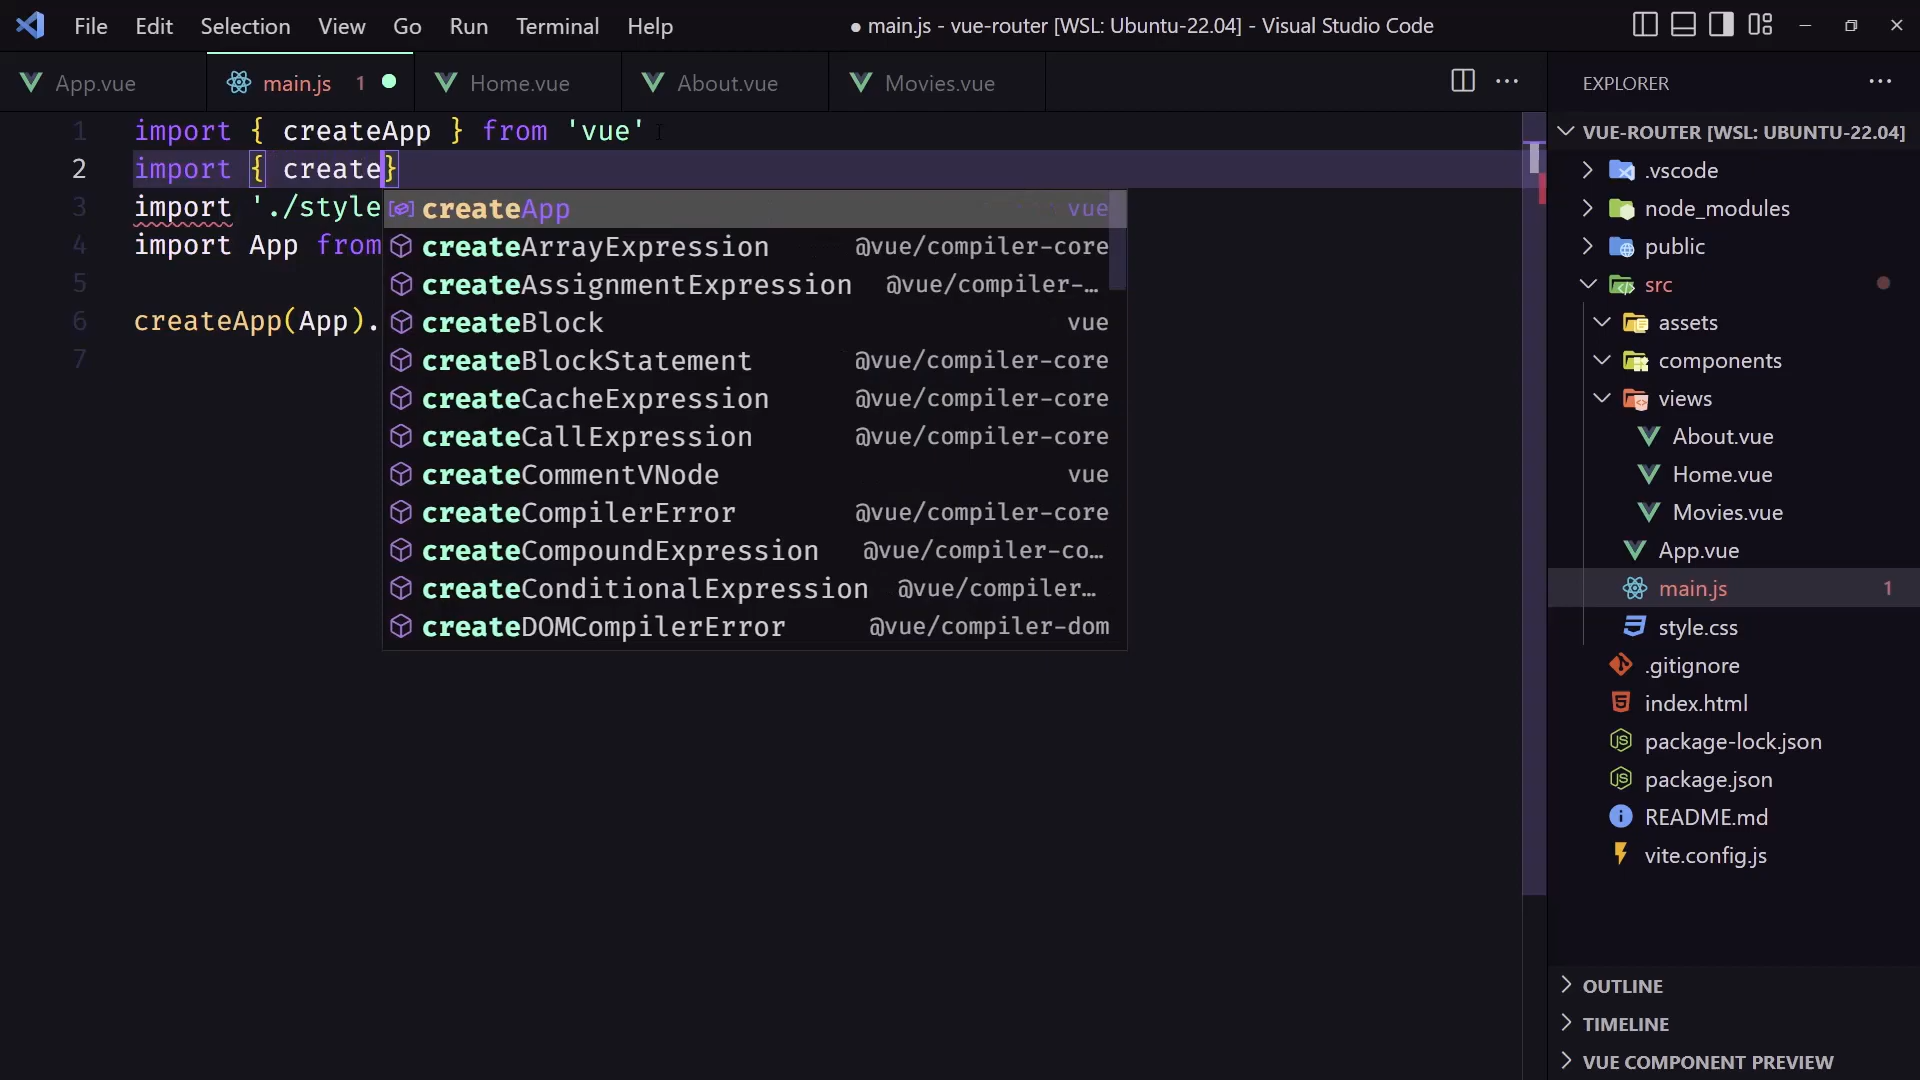 File Edit Selection View Go Run Terminal Help
● main.js - vue-router [WSL: Ubuntu-22.04] - Visual Studio Code
App.vue
main.js 1
Home.vue
About.vue
Movies.vue
1 import { createApp } from 'vue'
2 import { create}
3 import './style
4 import App from
5
6 createApp(App).
7
createApp vue
createArrayExpression @vue/compiler-core
createAssignmentExpression @vue/compiler-…
createBlock vue
createBlockStatement @vue/compiler-core
createCacheExpression @vue/compiler-core
createCallExpression @vue/compiler-core
createCommentVNode vue
createCompilerError @vue/compiler-core
createCompoundExpression @vue/compiler-co…
createConditionalExpression @vue/compiler…
createDOMCompilerError @vue/compiler-dom
EXPLORER
VUE-ROUTER [WSL: UBUNTU-22.04]
.vscode
node_modules
public
src
assets
components
views
About.vue
Home.vue
Movies.vue
App.vue
main.js 1
style.css
.gitignore
index.html
package-lock.json
package.json
README.md
vite.config.js
OUTLINE
TIMELINE
VUE COMPONENT PREVIEW